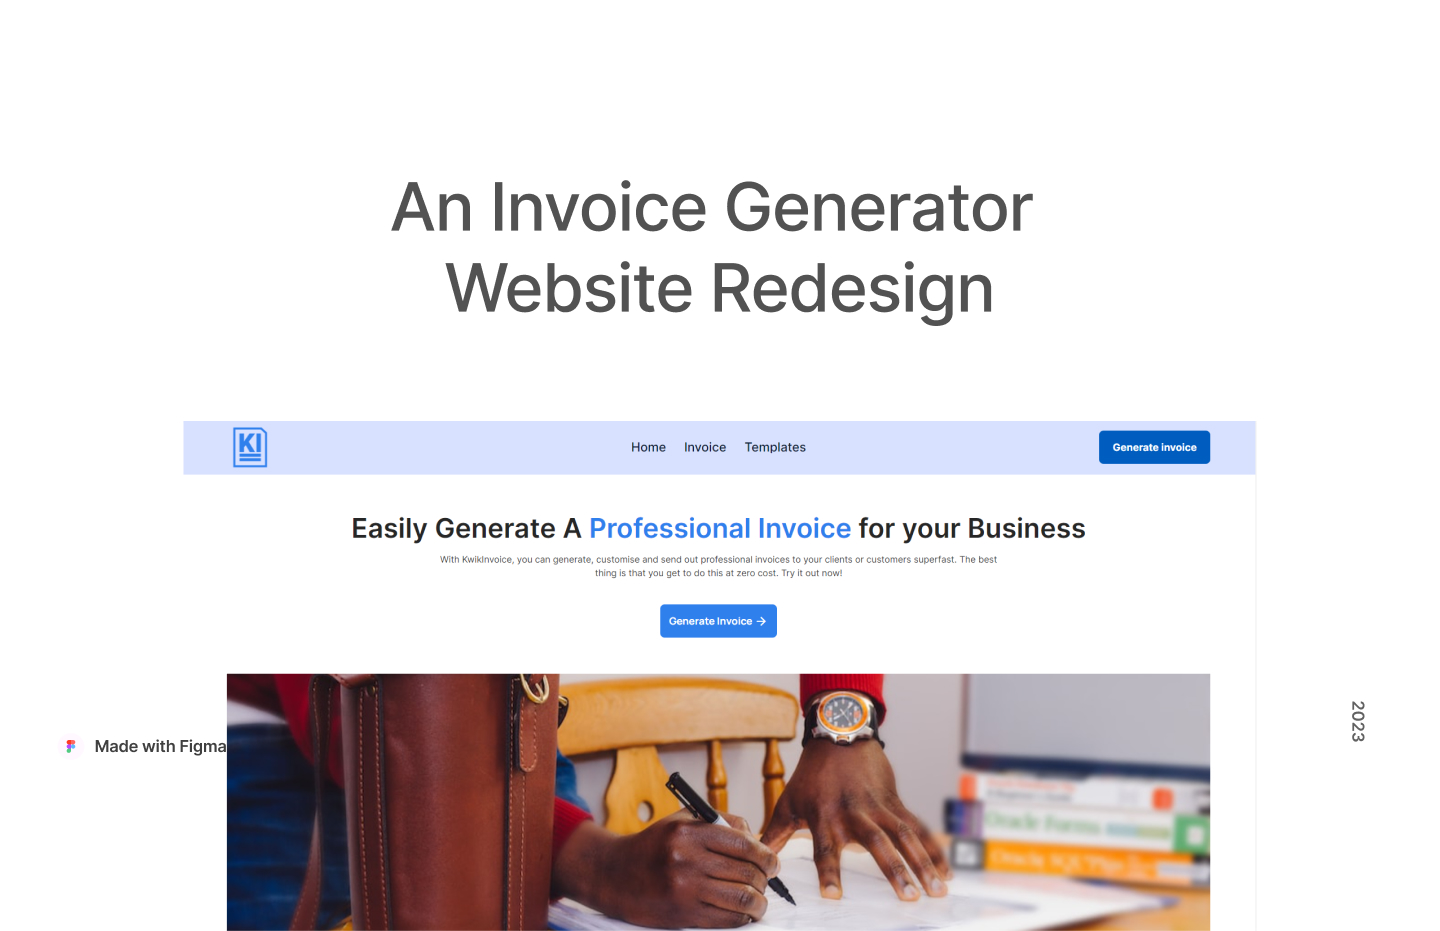 An Invoice Generator
Website Redesign
KI
Home Invoice Templates
Generate invoice
Easily Generate A Professional Invoice for your Business
With KwikInvoice, you can generate, customise and send out professional invoices to your clients or customers superfast. The best
thing is that you get to do this at zero cost. Try it out now!
Generate Invoice →
Made with Figma
2023
Oracle Forms